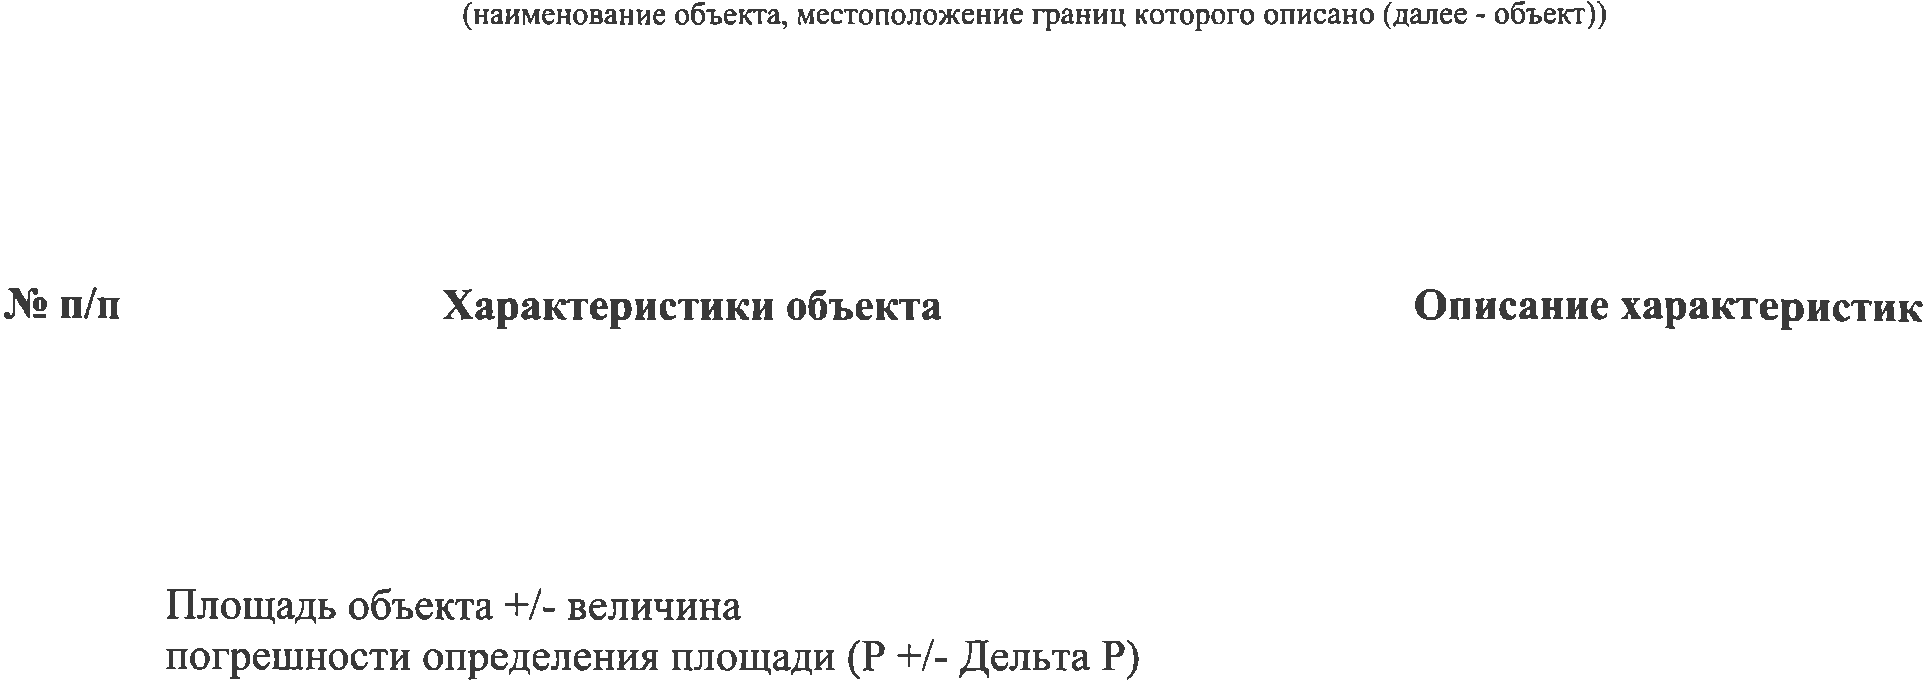 (наименование объекта, местоположение границ которого описано (далее - объект))
№ п/п Характеристики объекта Описание характеристик
Площадь объекта +/- величина
погрешности определения площади (Р +/- Дельта Р)